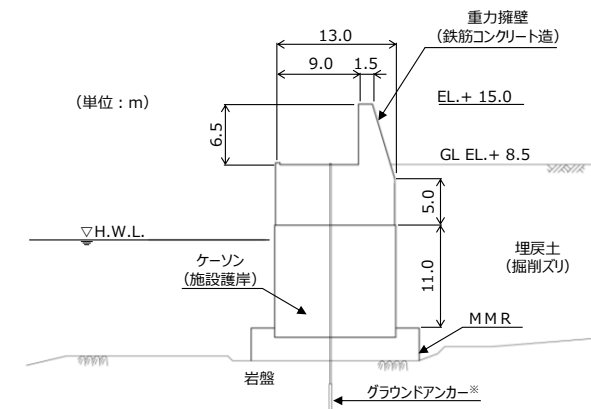 重力擁壁
（鉄筋コンクリート造）
13.0
9.0
1.5
（単位：m）
EL.+ 15.0
6.5
GL EL.+ 8.5
5.0
▽H.W.L.
ケーソン
（施設護岸）
埋戻土
（掘削ズリ）
11.0
MMR
岩盤
グラウンドアンカー※